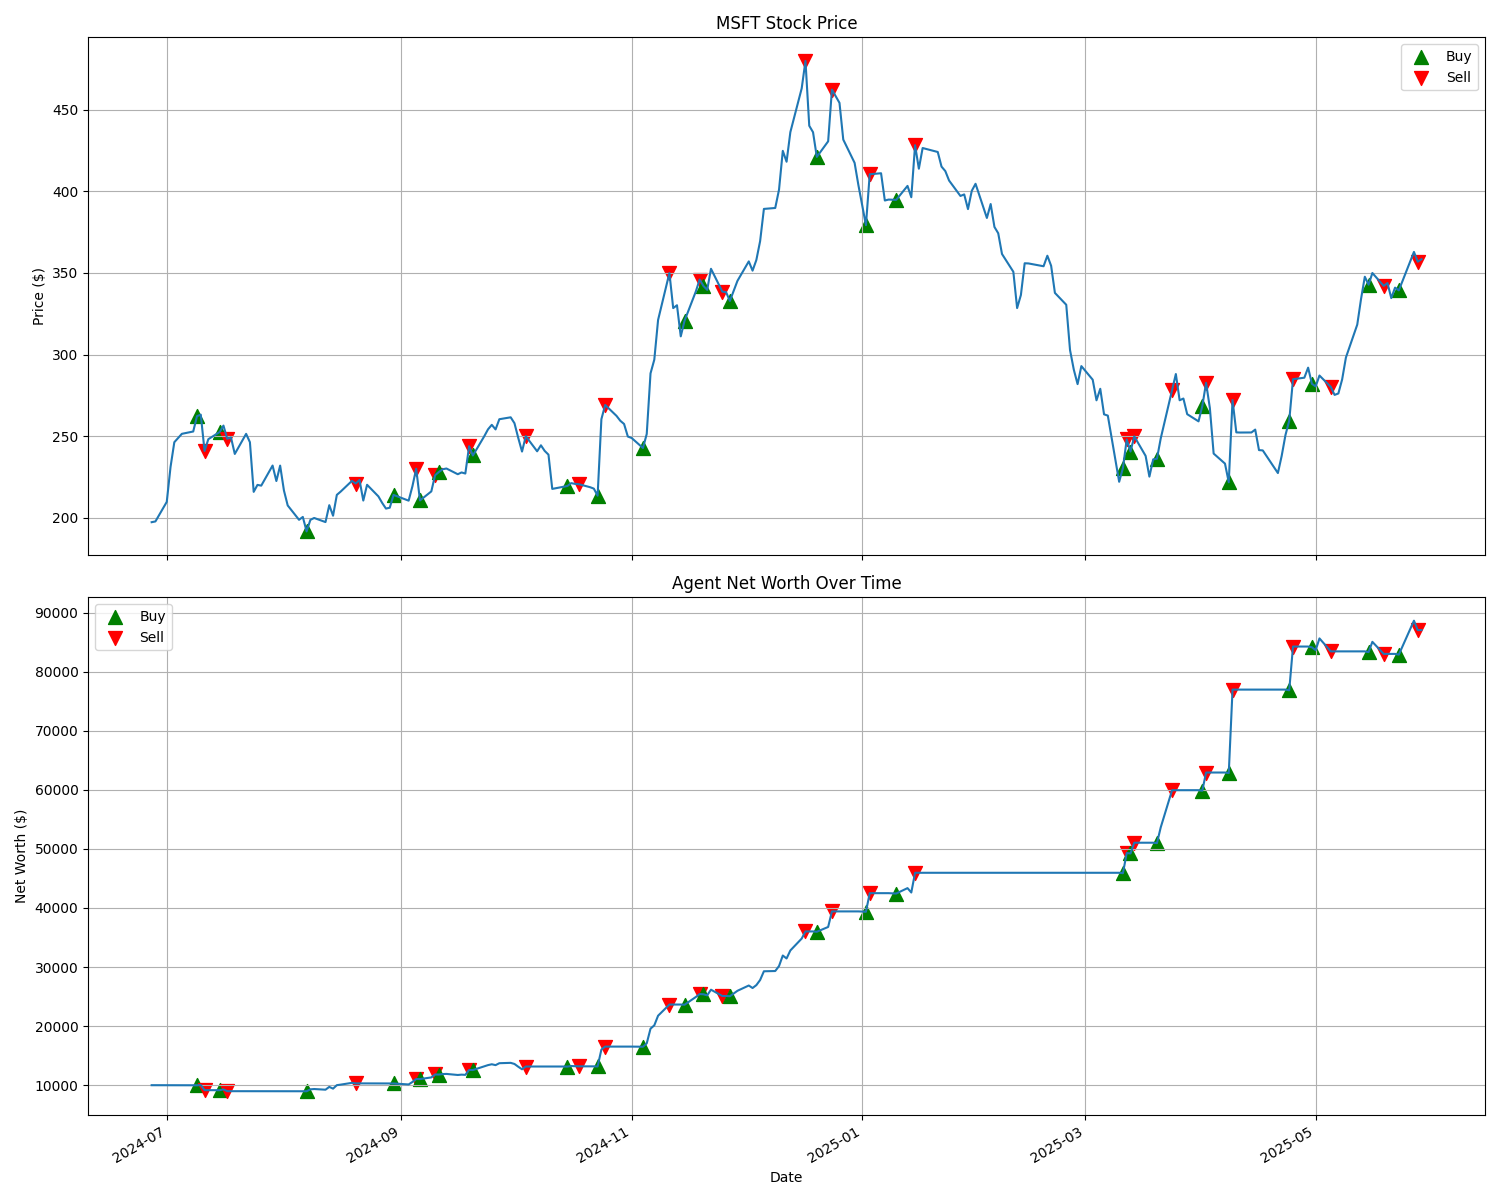 MSFT Stock Price
Buy
Sell
450
400
350
300
250
200
Price ($)
Agent Net Worth Over Time
Buy
Sell
90000
80000
70000
60000
50000
40000
30000
20000
10000
Net Worth ($)
2024-07
2024-09
2024-11
2025-01
2025-03
2025-05
Date